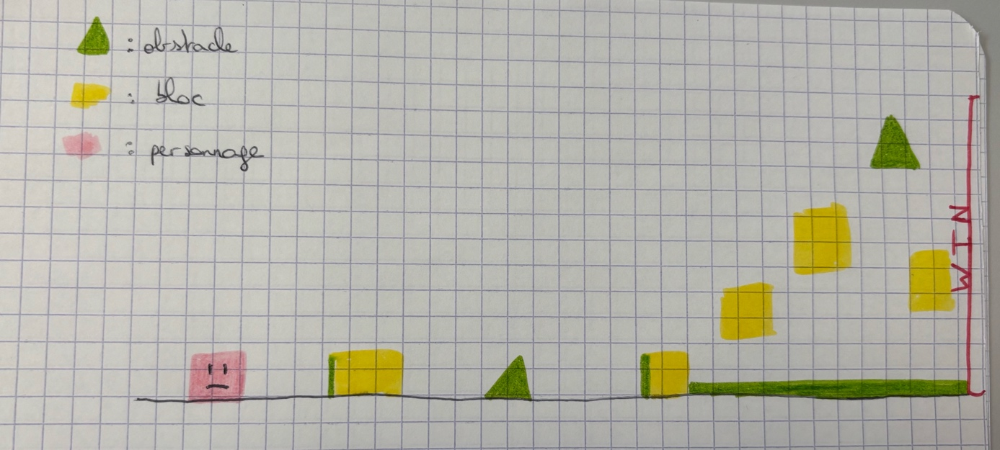 : obstacle
: bloc
: personnage
WIN